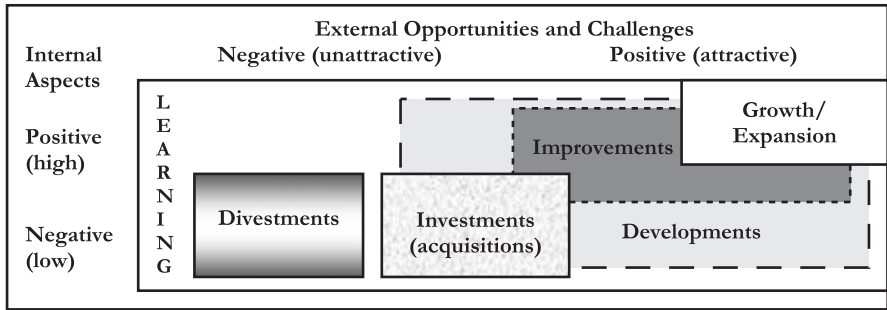 External Opportunities and Challenges
Internal
Aspects
Negative (unattractive)
Positive (attractive)
L
E
A
R
N
I
N
G
Positive
(high)
Growth/
Expansion
Improvements
Negative
(low)
Divestments
Investments
(acquisitions)
Developments